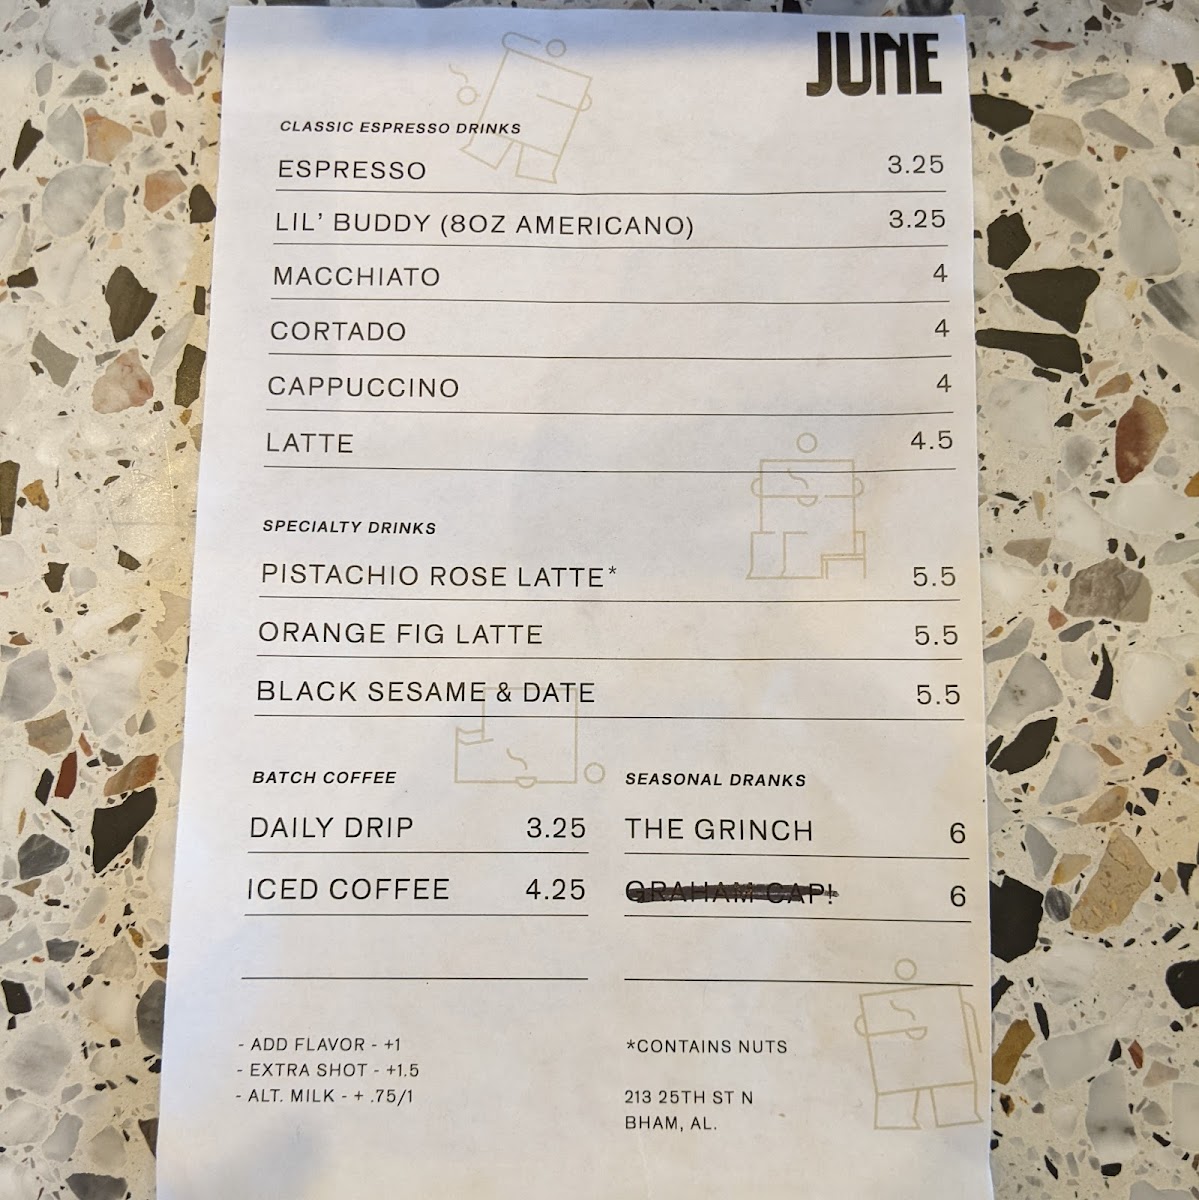 JUNE
CLASSIC ESPRESSO DRINKS
ESPRESSO 3.25
LIL' BUDDY (8OZ AMERICANO) 3.25
MACCHIATO 4
CORTADO 4
CAPPUCCINO 4
LATTE 4.5
SPECIALTY DRINKS
PISTACHIO ROSE LATTE* 5.5
ORANGE FIG LATTE 5.5
BLACK SESAME & DATE 5.5
BATCH COFFEE
DAILY DRIP 3.25
ICED COFFEE 4.25
SEASONAL DRANKS
THE GRINCH 6
GRAHAM CAP! 6
- ADD FLAVOR - +1
- EXTRA SHOT - +1.5
- ALT. MILK - + .75/1
*CONTAINS NUTS
213 25TH ST N
BHAM, AL.